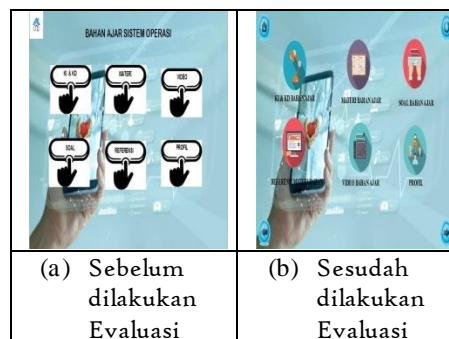 BAHAN AJAR SISTEM OPERASI
KI & KD MATERI VIDEO
SOAL REFERENSI PROFIL
KI & KD BAHAN AJAR MATERI BAHAN AJAR SOAL BAHAN AJAR
REFERENSI VIDEO BAHAN AJAR PROFIL
(a) Sebelum
dilakukan
Evaluasi
(b) Sesudah
dilakukan
Evaluasi